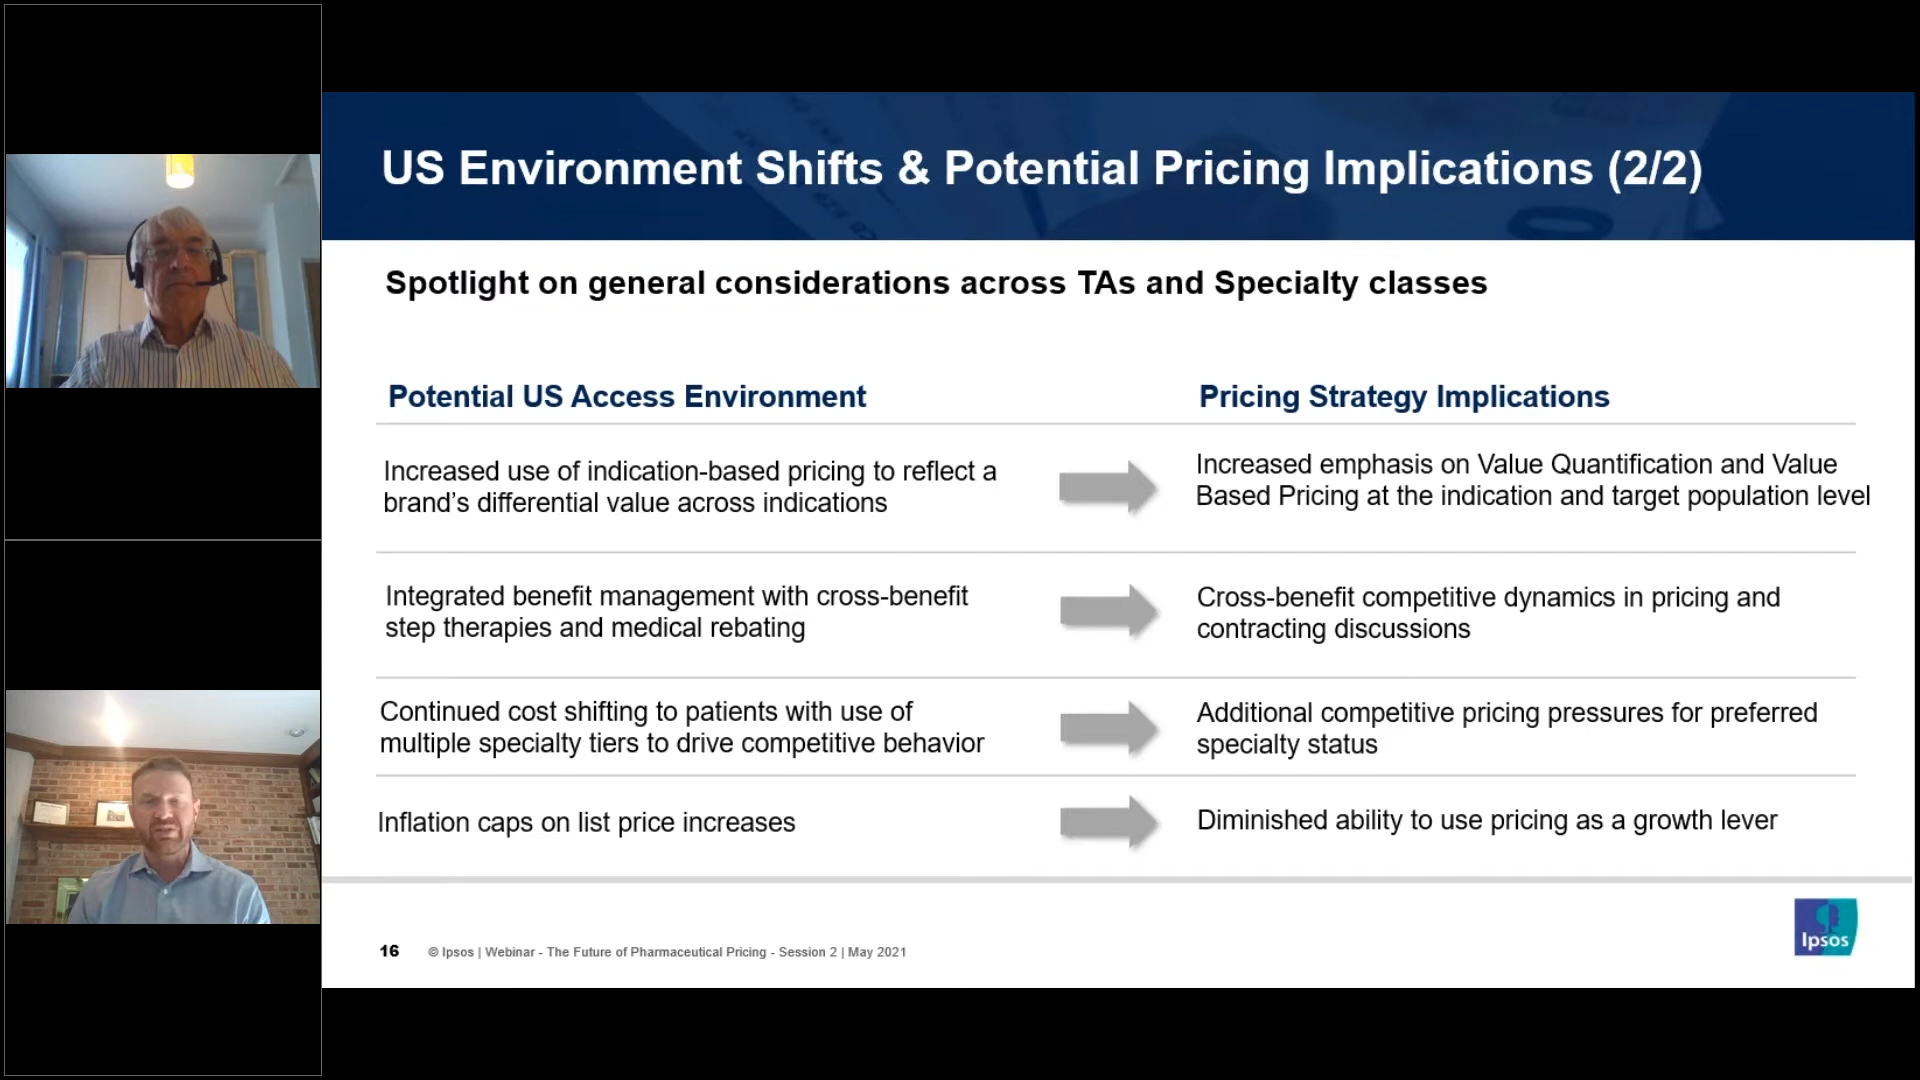 US Environment Shifts & Potential Pricing Implications (2/2)
Spotlight on general considerations across TAs and Specialty classes
Potential US Access Environment
Pricing Strategy Implications
Increased use of indication-based pricing to reflect a
brand’s differential value across indications
Increased emphasis on Value Quantification and Value
Based Pricing at the indication and target population level
Integrated benefit management with cross-benefit
step therapies and medical rebating
Cross-benefit competitive dynamics in pricing and
contracting discussions
Continued cost shifting to patients with use of
multiple specialty tiers to drive competitive behavior
Additional competitive pricing pressures for preferred
specialty status
Inflation caps on list price increases
Diminished ability to use pricing as a growth lever
16
© Ipsos | Webinar - The Future of Pharmaceutical Pricing - Session 2 | May 2021
Ipsos